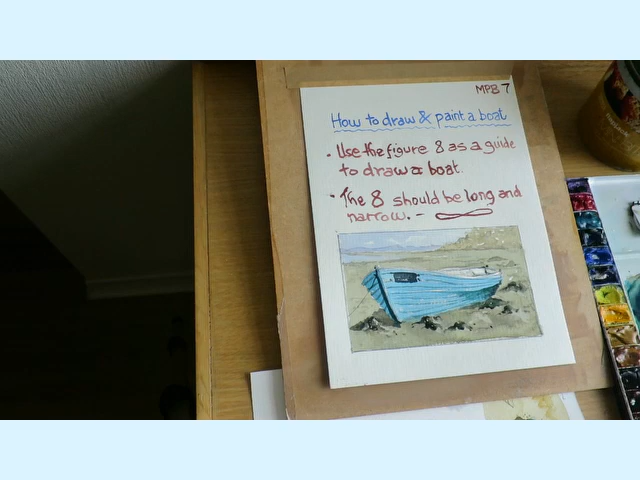 MPB 7
How to draw & paint a boat
• Use the figure 8 as a guide
to draw a boat.
• The 8 should be long and
narrow. -